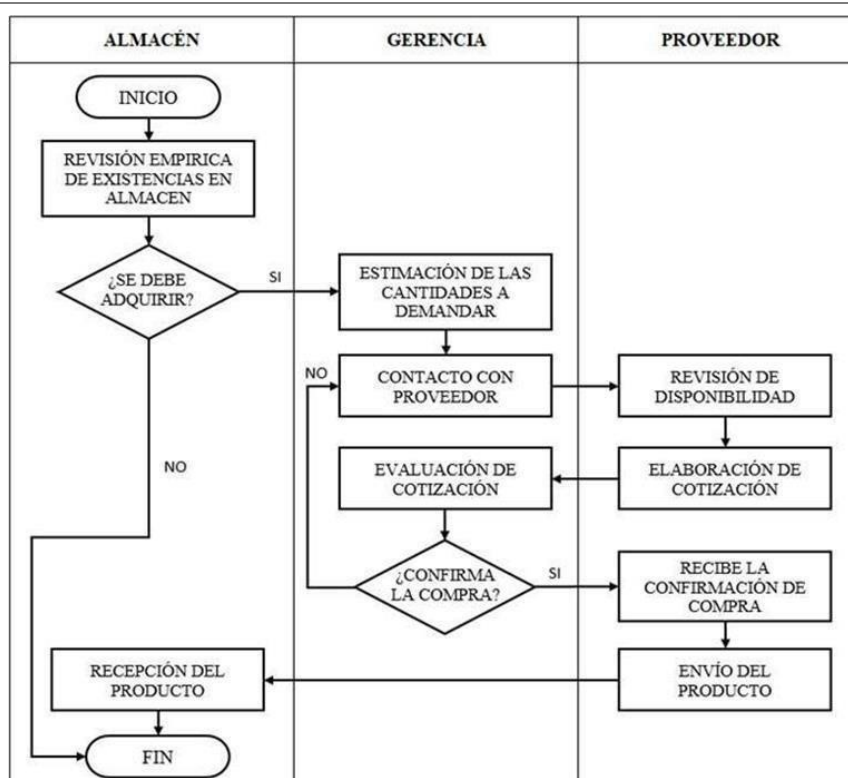 ALMACÉN
GERENCIA
PROVEEDOR
INICIO
REVISIÓN EMPIRICA
DE EXISTENCIAS EN
ALMACEN
¿SE DEBE
ADQUIRIR?
SI
ESTIMACIÓN DE LAS
CANTIDADES A
DEMANDAR
NO
CONTACTO CON
PROVEEDOR
REVISIÓN DE
DISPONIBILIDAD
NO
EVALUACIÓN DE
COTIZACIÓN
ELABORACIÓN DE
COTIZACIÓN
¿CONFIRMA
LA COMPRA?
SI
RECIBE LA
CONFIRMACIÓN DE
COMPRA
RECEPCIÓN DEL
PRODUCTO
ENVÍO DEL
PRODUCTO
FIN